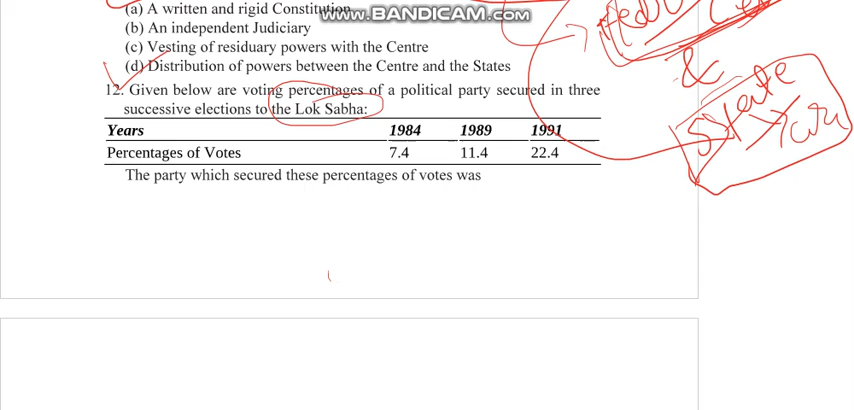 (a) A written and rigid Constitution
www.BANDICAM.com
(b) An independent Judiciary
(c) Vesting of residuary powers with the Centre
(d) Distribution of powers between the Centre and the States
&
State
12. Given below are voting percentages of a political party secured in three
successive elections to the Lok Sabha:
Years 1984 1989 1991
Percentages of Votes 7.4 11.4 22.4
The party which secured these percentages of votes was